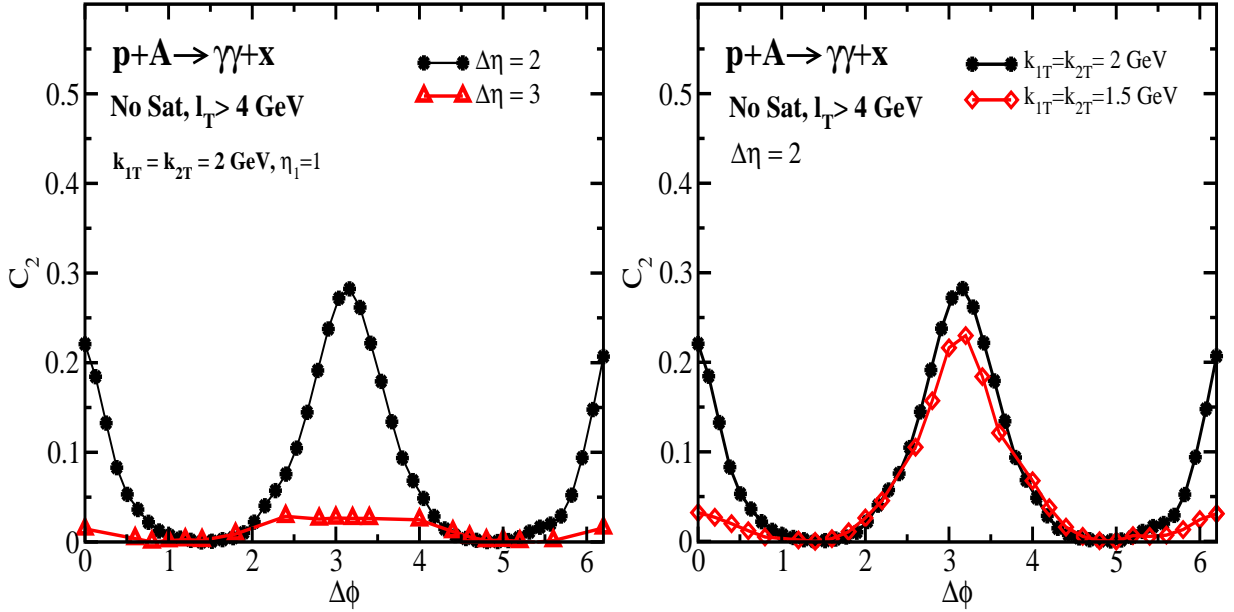 p+A→γγ+x
Δη = 2
Δη = 3
No Sat, l_T > 4 GeV
k_1T = k_2T = 2 GeV, η_1=1
0.5
0.4
0.3
0.2
0.1
0
C_2
0 1 2 3 4 5 6
Δϕ
p+A→γγ+x
k_1T=k_2T= 2 GeV
k_1T=k_2T=1.5 GeV
No Sat, l_T > 4 GeV
Δη = 2
0.5
0.4
0.3
0.2
0.1
0
C_2
0 1 2 3 4 5 6
Δϕ